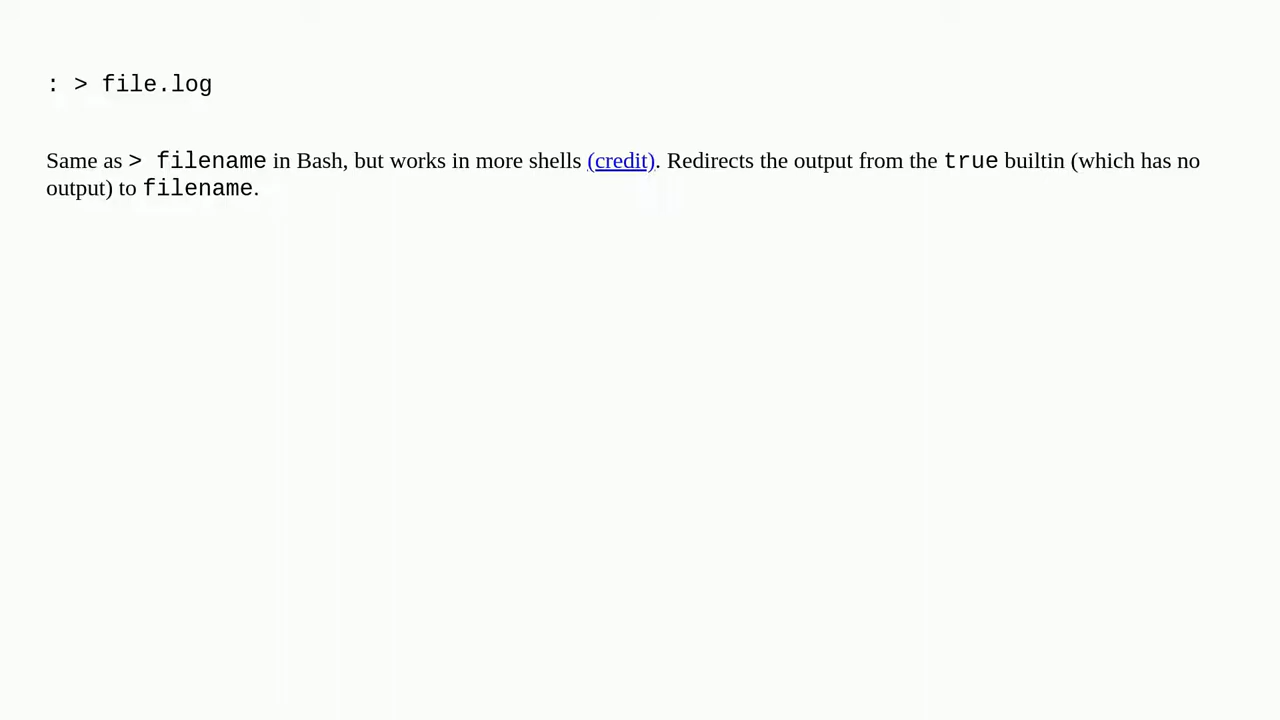 : > file.log
Same as > filename in Bash, but works in more shells (credit). Redirects the output from the true builtin (which has no
output) to filename.